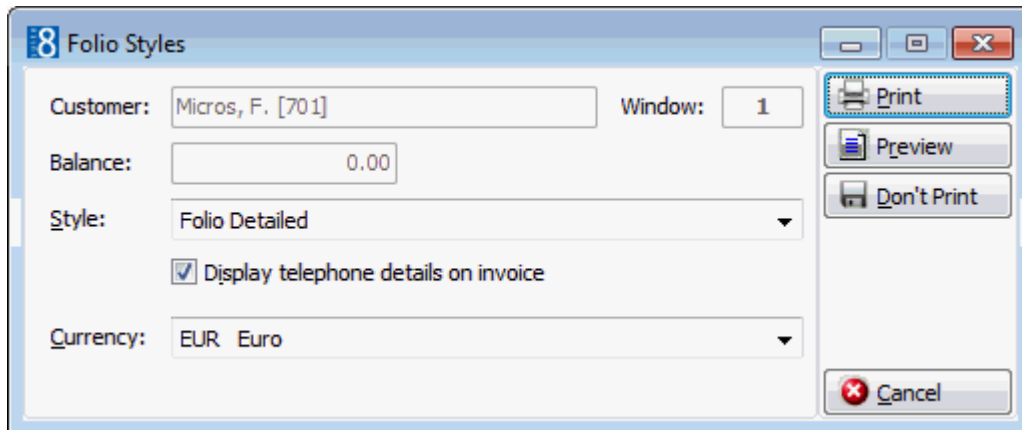 8 Folio Styles
Customer: Micros, F. [701] Window: 1
Balance: 0.00
Style: Folio Detailed
Display telephone details on invoice
Currency: EUR Euro
Print
Preview
Don't Print
Cancel